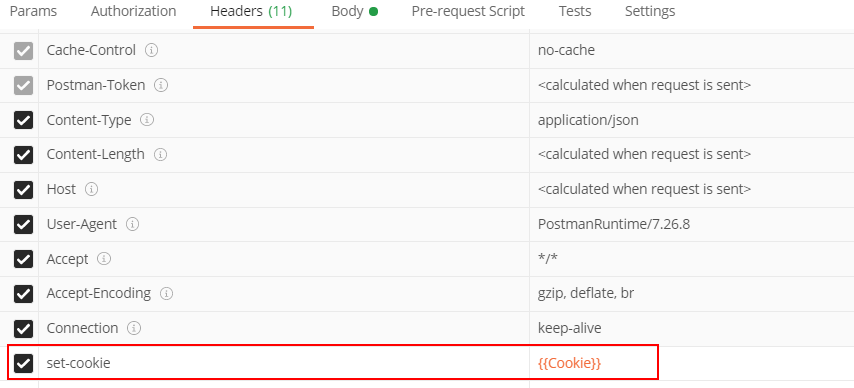 Params Authorization Headers (11) Body Pre-request Script Tests Settings
Cache-Control no-cache
Postman-Token <calculated when request is sent>
Content-Type application/json
Content-Length <calculated when request is sent>
Host <calculated when request is sent>
User-Agent PostmanRuntime/7.26.8
Accept */*
Accept-Encoding gzip, deflate, br
Connection keep-alive
set-cookie {{Cookie}}